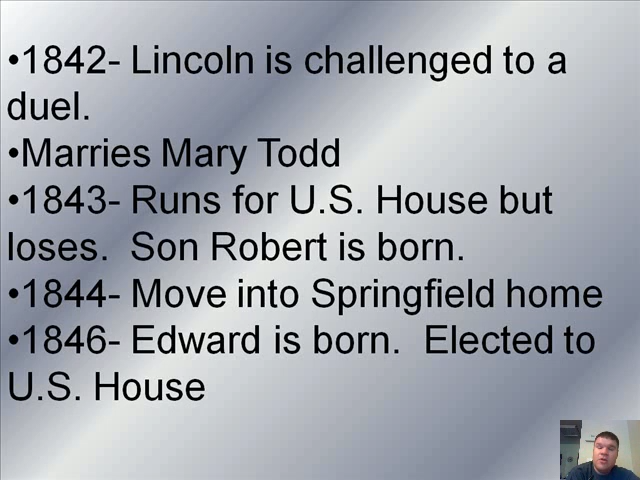 •1842- Lincoln is challenged to a
duel.
•Marries Mary Todd
•1843- Runs for U.S. House but
loses.  Son Robert is born.
•1844- Move into Springfield home
•1846- Edward is born.  Elected to
U.S. House